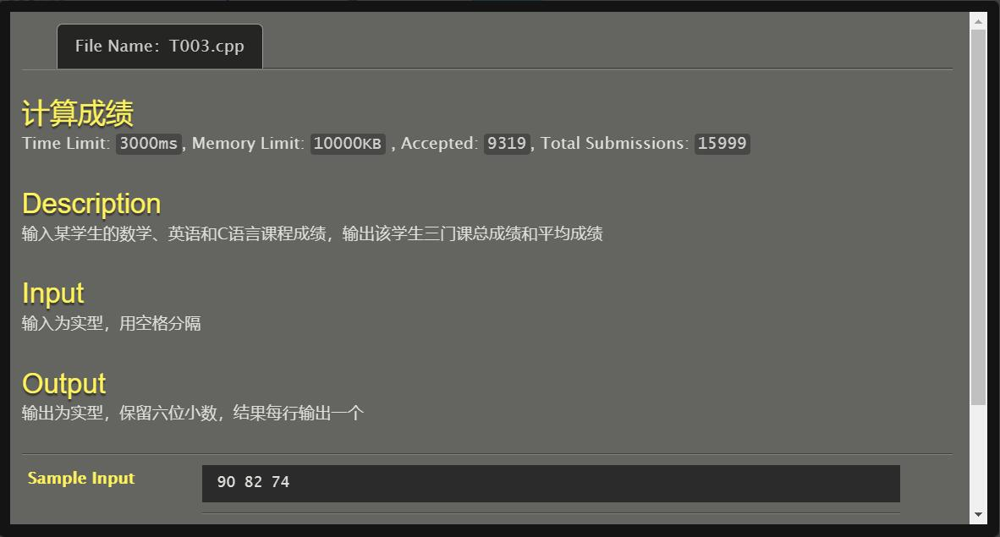 File Name: T003.cpp
计算成绩
Time Limit: 3000ms, Memory Limit: 10000KB , Accepted: 9319, Total Submissions: 15999
Description
输入某学生的数学、英语和C语言课程成绩，输出该学生三门课总成绩和平均成绩
Input
输入为实型，用空格分隔
Output
输出为实型，保留六位小数，结果每行输出一个
Sample Input
90 82 74